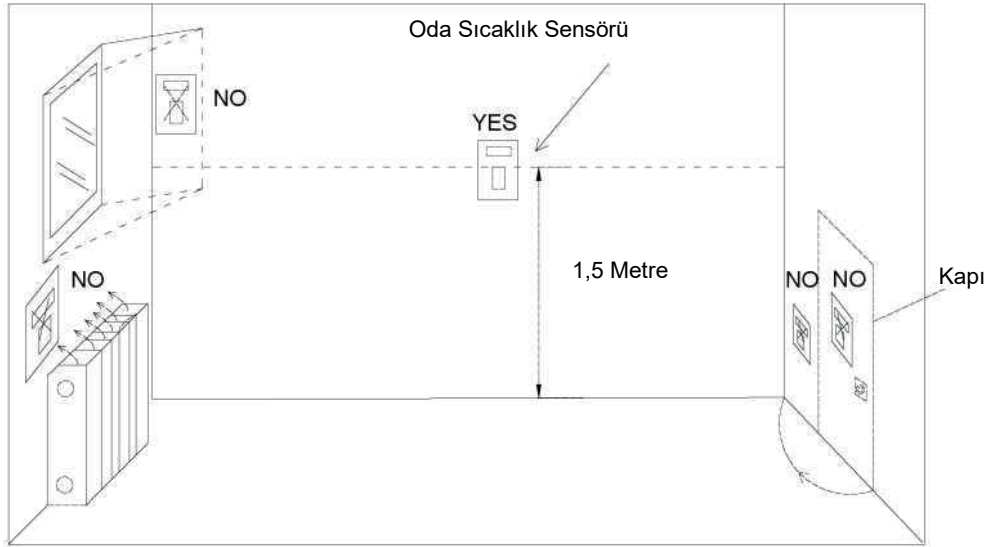 Oda Sıcaklık Sensörü
NO
YES
1,5 Metre
NO
NO NO
Kapı